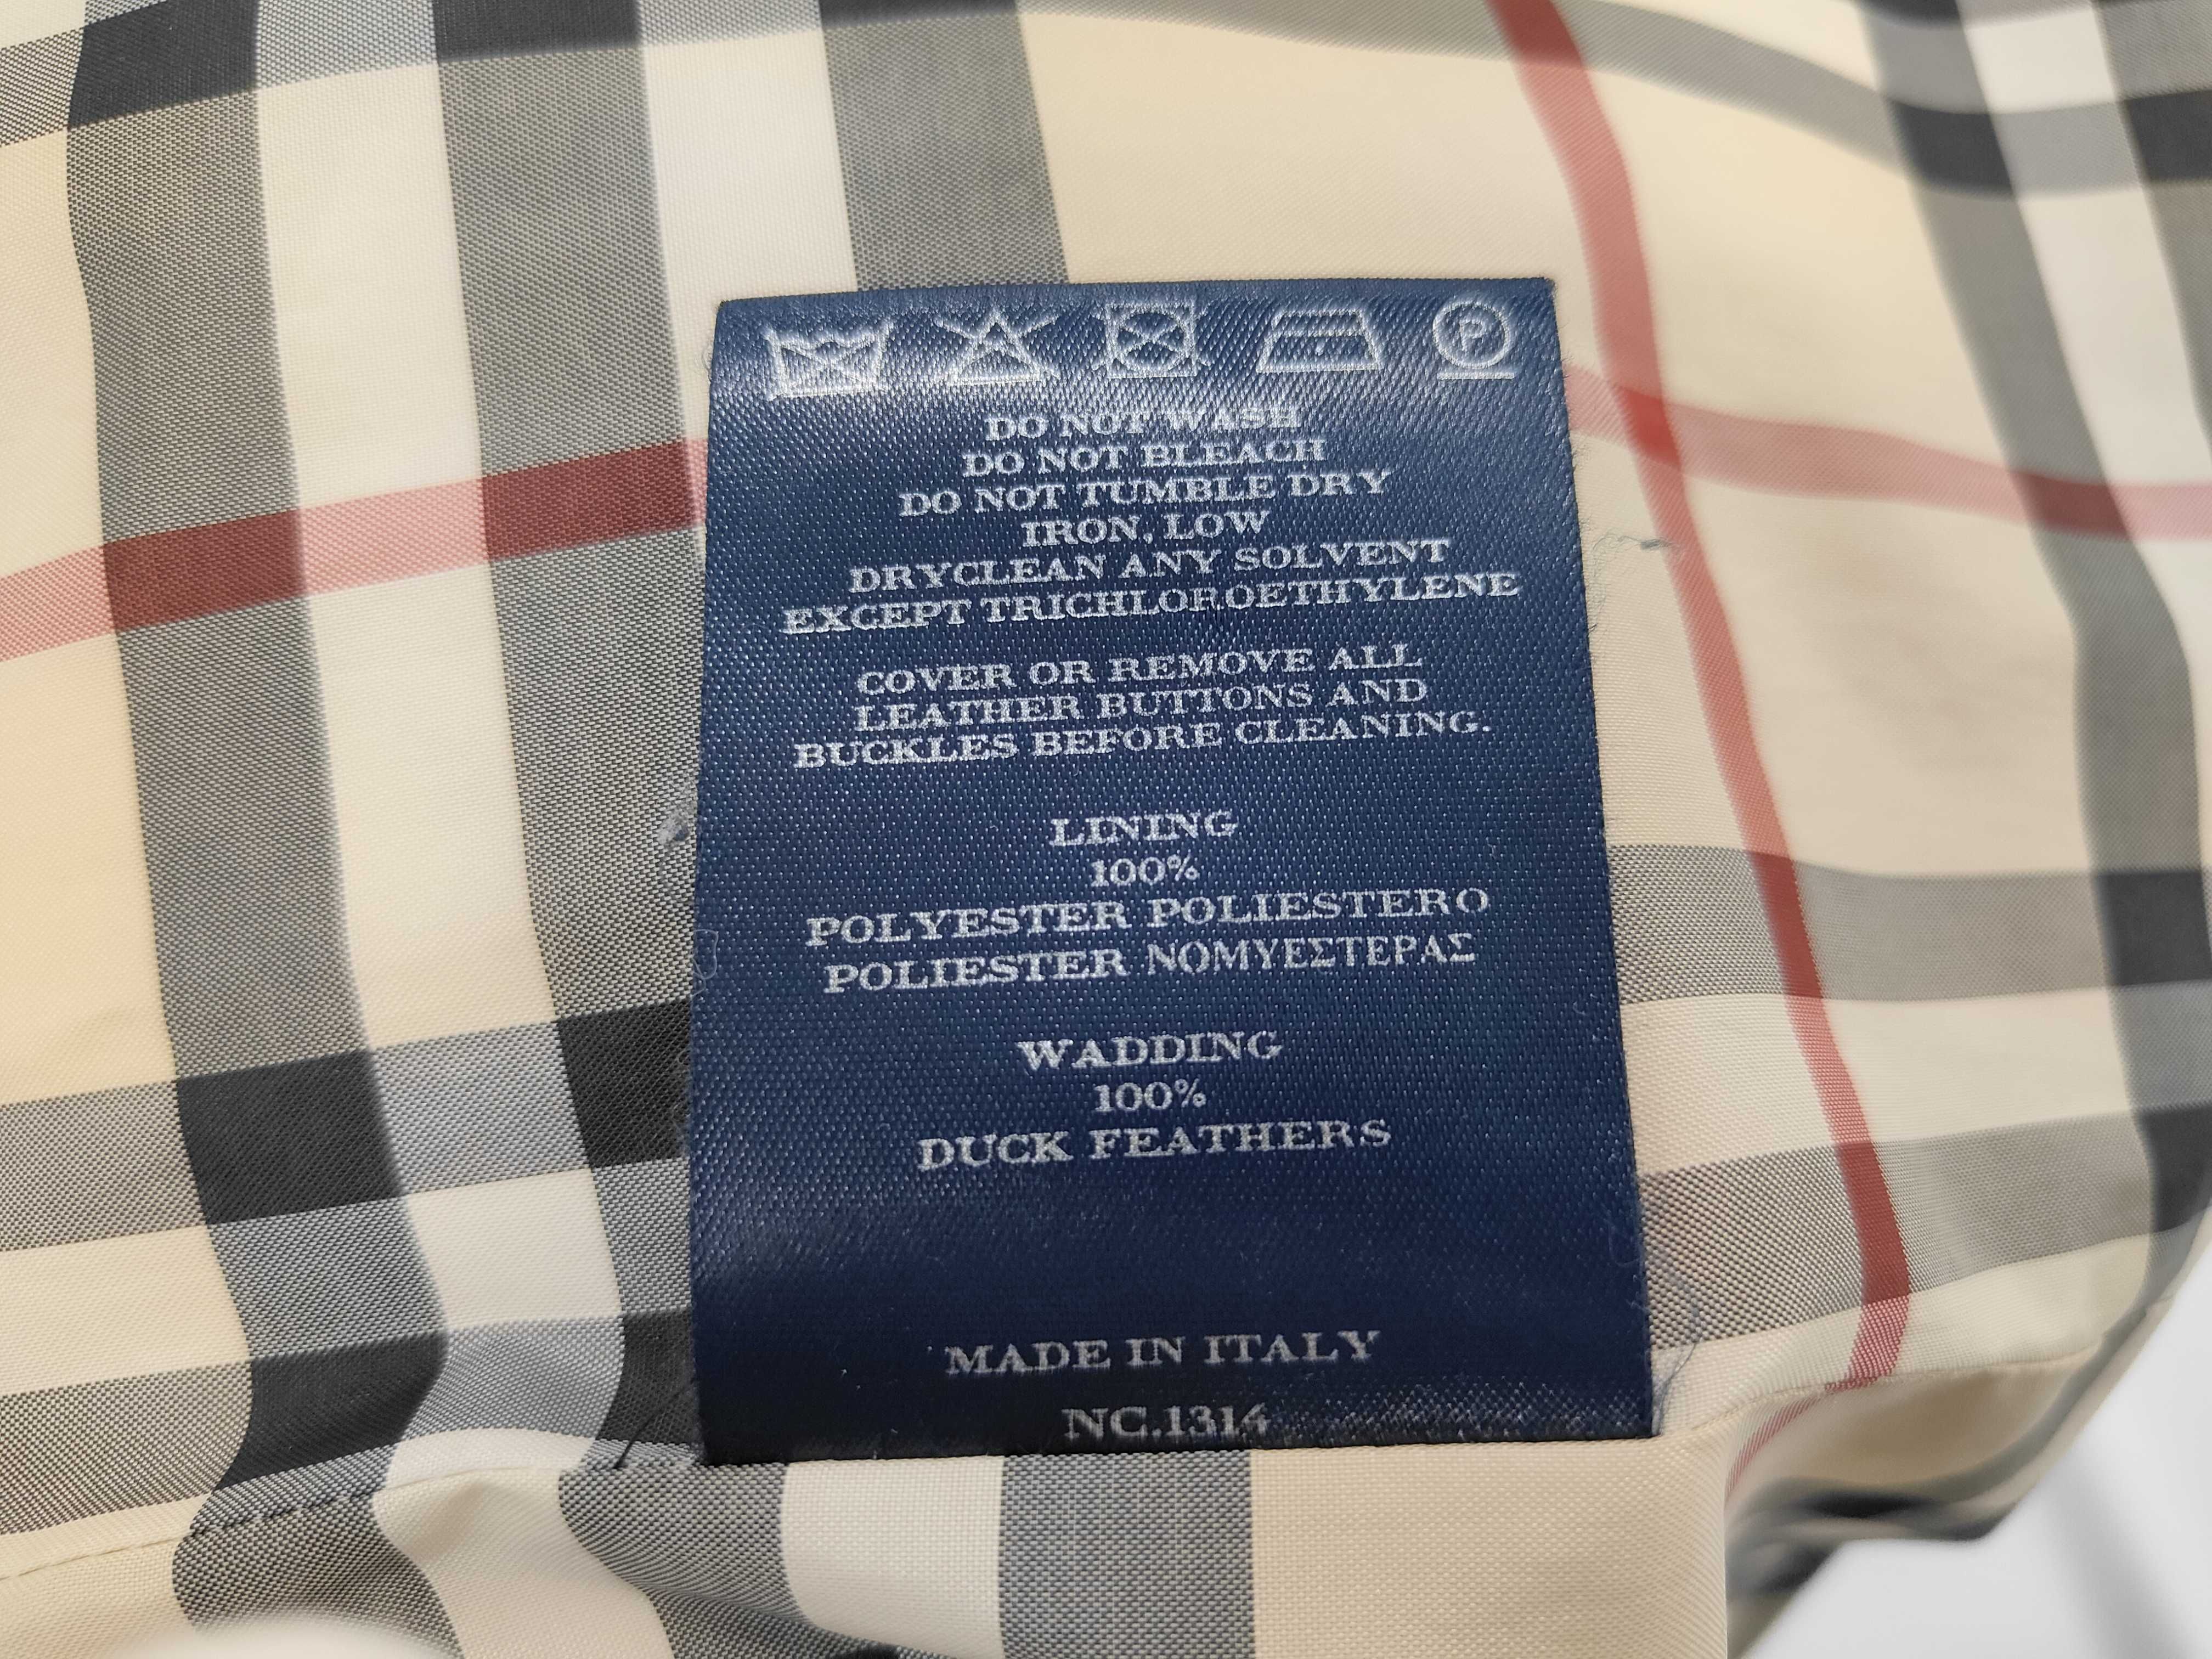 P
DO NOT WASH
DO NOT BLEACH
DO NOT TUMBLE DRY
IRON, LOW
DRYCLEAN ANY SOLVENT
EXCEPT TRICHLOROETHYLENE
COVER OR REMOVE ALL
LEATHER BUTTONS AND
BUCKLES BEFORE CLEANING.
LINING
100%
POLYESTER POLIESTERO
POLIESTER ΝΟΜΥΕΣΤΕΡΑΣ
WADDING
100%
DUCK FEATHERS
MADE IN ITALY
NC.1314